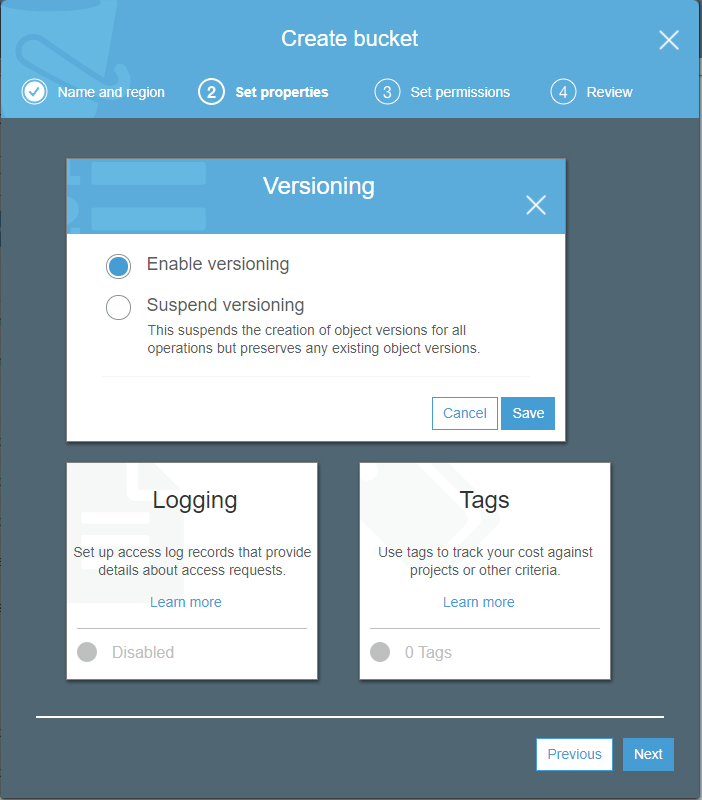 Create bucket
Name and region
2 Set properties
3 Set permissions
4 Review
Versioning
Enable versioning
Suspend versioning
This suspends the creation of object versions for all
operations but preserves any existing object versions.
Cancel
Save
Logging
Set up access log records that provide
details about access requests.
Learn more
Disabled
Tags
Use tags to track your cost against
projects or other criteria.
Learn more
0 Tags
Previous
Next